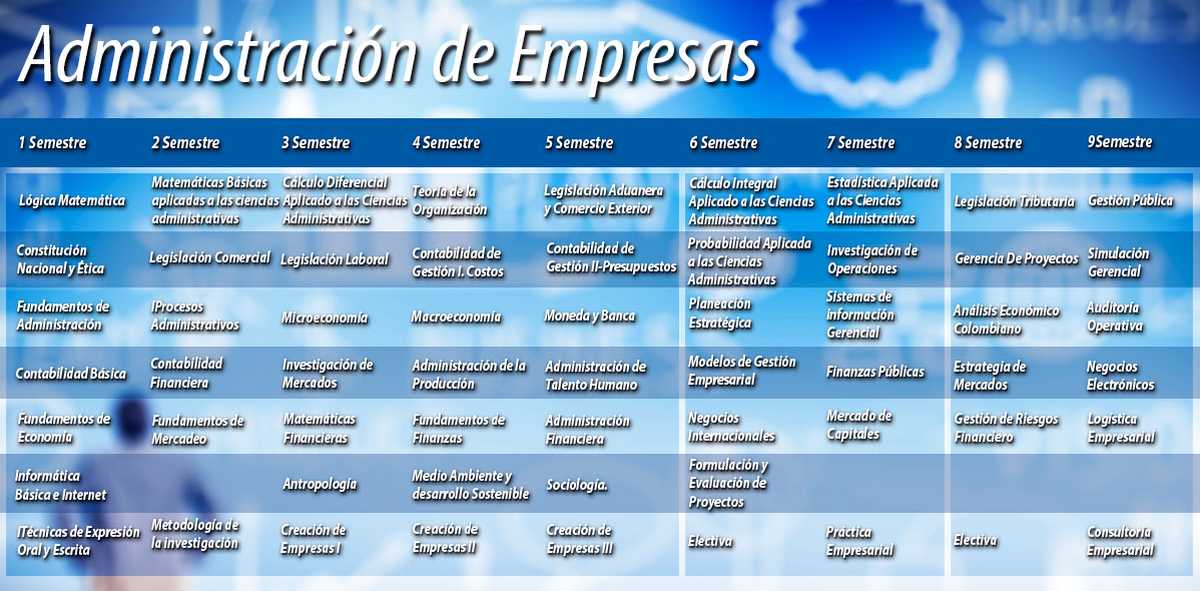 Administración de Empresas
1 Semestre 2 Semestre 3 Semestre 4 Semestre 5 Semestre 6 Semestre 7 Semestre 8 Semestre 9Semestre
Lógica Matemática
Matemáticas Básicas
aplicadas a las ciencias
administrativas
Cálculo Diferencial
Aplicado a las Ciencias
Administrativas
Teoría de la
Organización
Legislación Aduanera
y Comercio Exterior
Cálculo Integral
Aplicado a las Ciencias
Administrativas
Estadística Aplicada
a las Ciencias
Administrativas
Legislación Tributaria
Gestión Pública
Constitución
Nacional y Ética
Legislación Comercial
Legislación Laboral
Contabilidad de
Gestión I. Costos
Contabilidad de
Gestión II-Presupuestos
Probabilidad Aplicada
a las Ciencias
Administrativas
Investigación de
Operaciones
Gerencia De Proyectos
Simulación
Gerencial
Fundamentos de
Administración
IProcesos
Administrativos
Microeconomía
Macroeconomía
Moneda y Banca
Planeación
Estratégica
Sistemas de
información
Gerencial
Análisis Económico
Colombiano
Auditoría
Operativa
Contabilidad Básica
Contabilidad
Financiera
Investigación de
Mercados
Administración de la
Producción
Administración de
Talento Humano
Modelos de Gestión
Empresarial
Finanzas Públicas
Estrategia de
Mercados
Negocios
Electrónicos
Fundamentos de
Economía
Fundamentos de
Mercadeo
Matemáticas
Financieras
Fundamentos de
Finanzas
Administración
Financiera
Negocios
Internacionales
Mercado de
Capitales
Gestión de Riesgos
Financiero
Logística
Empresarial
Informática
Básica e Internet
Antropología
Medio Ambiente y
desarrollo Sostenible
Sociología.
Formulación y
Evaluación de
Proyectos
ITécnicas de Expresión
Oral y Escrita
Metodología de
la investigación
Creación de
Empresas I
Creación de
Empresas II
Creación de
Empresas III
Electiva
Práctica
Empresarial
Electiva
Consultoría
Empresarial